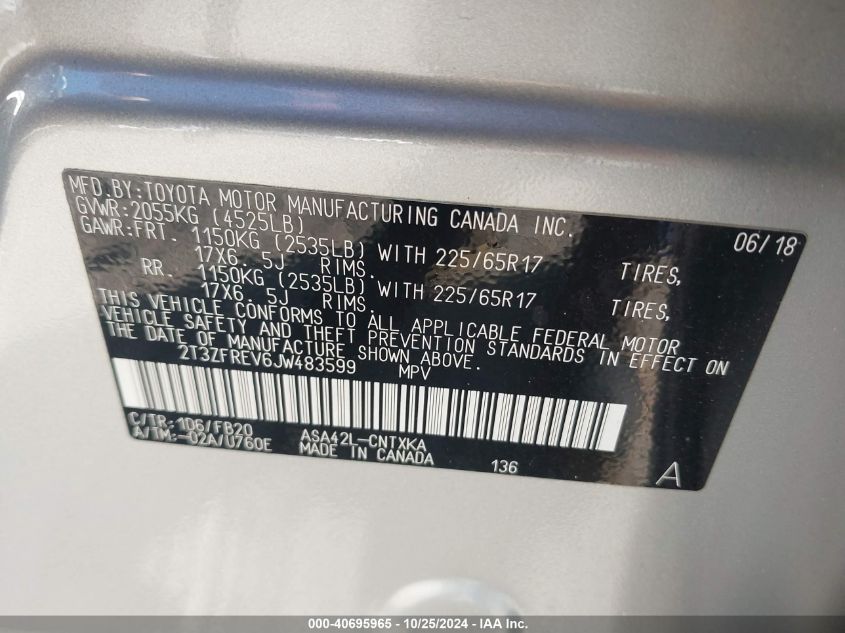 MFD.BY:TOYOTA MOTOR MANUFACTURING CANADA INC. 06/18
GVWR:2055KG (4525LB)
GAWR:FRT. 1150KG (2535LB) WITH 225/65R17 TIRES,
17X6. 5J RIMS.
RR. 1150KG (2535LB) WITH 225/65R17 TIRES,
17X6. 5J RIMS.
THIS VEHICLE CONFORMS TO ALL APPLICABLE FEDERAL MOTOR
VEHICLE SAFETY AND THEFT PREVENTION STANDARDS IN EFFECT ON
THE DATE OF MANUFACTURE SHOWN ABOVE.
2T3ZFREV6JW483599 MPV
C/TR:1D6/FB20 ASA42L-CNTXKA
A/TM:-02A/U760E MADE IN CANADA 136 A
000-40695965 - 10/25/2024 - IAA Inc.